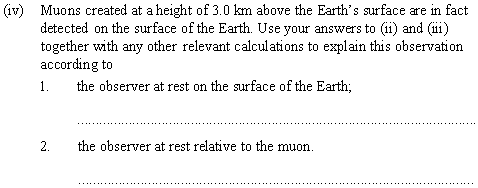 (iv) Muons created at a height of 3.0 km above the Earth's surface are in fact
detected on the surface of the Earth. Use your answers to (ii) and (iii)
together with any other relevant calculations to explain this observation
according to
1. the observer at rest on the surface of the Earth;
..........................................................................................................
2. the observer at rest relative to the muon.
..........................................................................................................